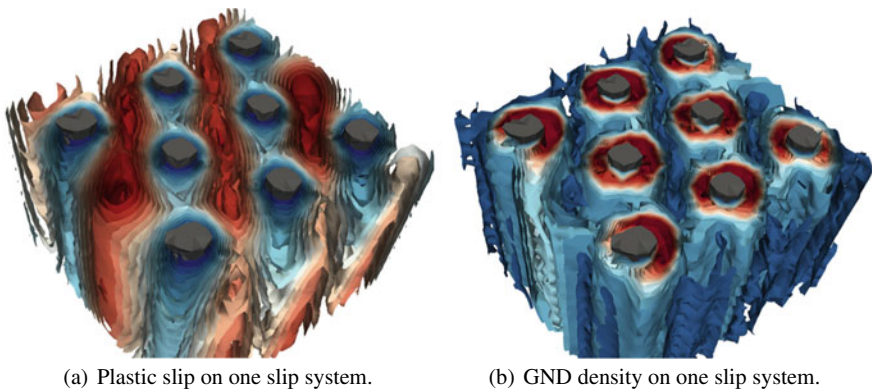 (a) Plastic slip on one slip system.
(b) GND density on one slip system.